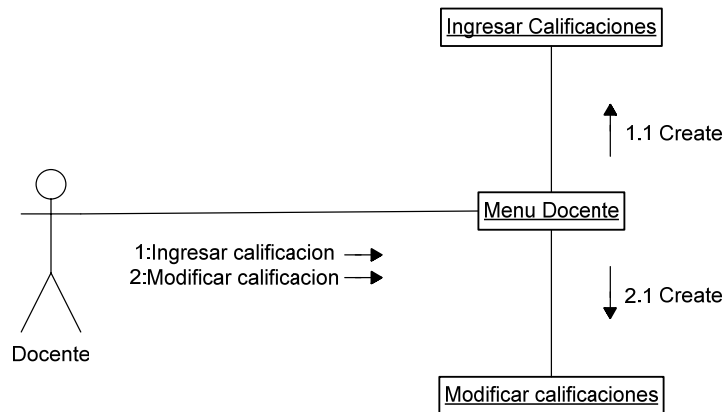 Ingresar Calificaciones
1.1 Create
Menu Docente
1:Ingresar calificacion
2:Modificar calificacion
2.1 Create
Docente
Modificar calificaciones